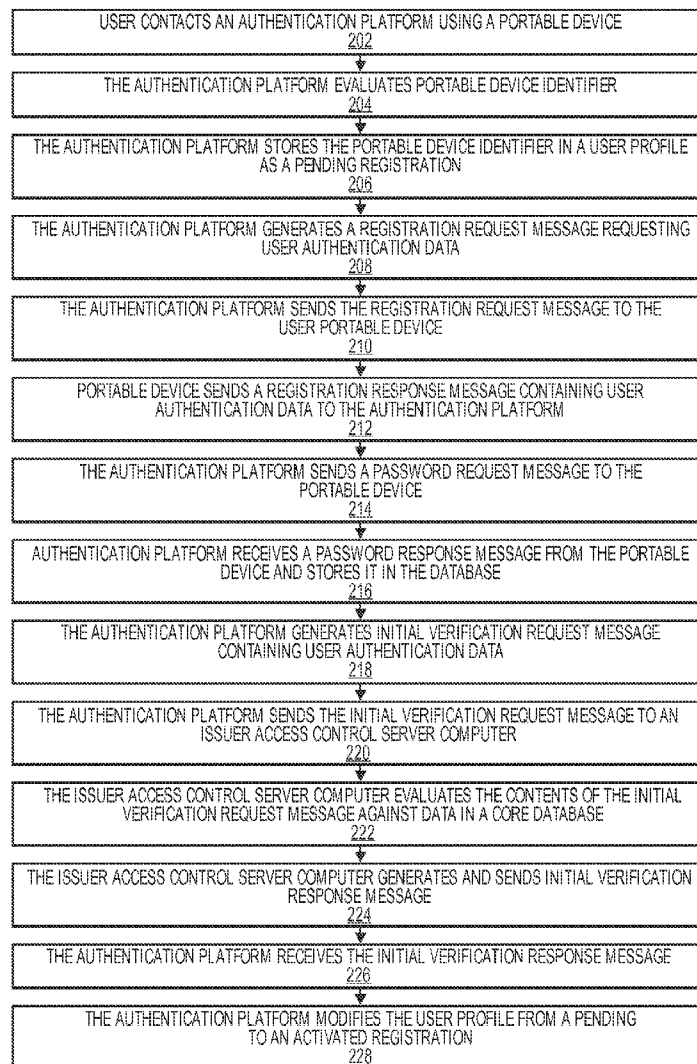 USER CONTACTS AN AUTHENTICATION PLATFORM USING A PORTABLE DEVICE
202
THE AUTHENTICATION PLATFORM EVALUATES PORTABLE DEVICE IDENTIFIER
204
THE AUTHENTICATION PLATFORM STORES THE PORTABLE DEVICE IDENTIFIER IN A USER PROFILE
AS A PENDING REGISTRATION
206
THE AUTHENTICATION PLATFORM GENERATES A REGISTRATION REQUEST MESSAGE REQUESTING
USER AUTHENTICATION DATA
208
THE AUTHENTICATION PLATFORM SENDS THE REGISTRATION REQUEST MESSAGE TO THE
USER PORTABLE DEVICE
210
PORTABLE DEVICE SENDS A REGISTRATION RESPONSE MESSAGE CONTAINING USER
AUTHENTICATION DATA TO THE AUTHENTICATION PLATFORM
212
THE AUTHENTICATION PLATFORM SENDS A PASSWORD REQUEST MESSAGE TO THE
PORTABLE DEVICE
214
AUTHENTICATION PLATFORM RECEIVES A PASSWORD RESPONSE MESSAGE FROM THE PORTABLE
DEVICE AND STORES IT IN THE DATABASE
216
THE AUTHENTICATION PLATFORM GENERATES INITIAL VERIFICATION REQUEST MESSAGE
CONTAINING USER AUTHENTICATION DATA
218
THE AUTHENTICATION PLATFORM SENDS THE INITIAL VERIFICATION REQUEST MESSAGE TO AN
ISSUER ACCESS CONTROL SERVER COMPUTER
220
THE ISSUER ACCESS CONTROL SERVER COMPUTER EVALUATES THE CONTENTS OF THE INITIAL
VERIFICATION REQUEST MESSAGE AGAINST DATA IN A CORE DATABASE
222
THE ISSUER ACCESS CONTROL SERVER COMPUTER GENERATES AND SENDS INITIAL VERIFICATION
RESPONSE MESSAGE
224
THE AUTHENTICATION PLATFORM RECEIVES THE INITIAL VERIFICATION RESPONSE MESSAGE
226
THE AUTHENTICATION PLATFORM MODIFIES THE USER PROFILE FROM A PENDING
TO AN ACTIVATED REGISTRATION
228